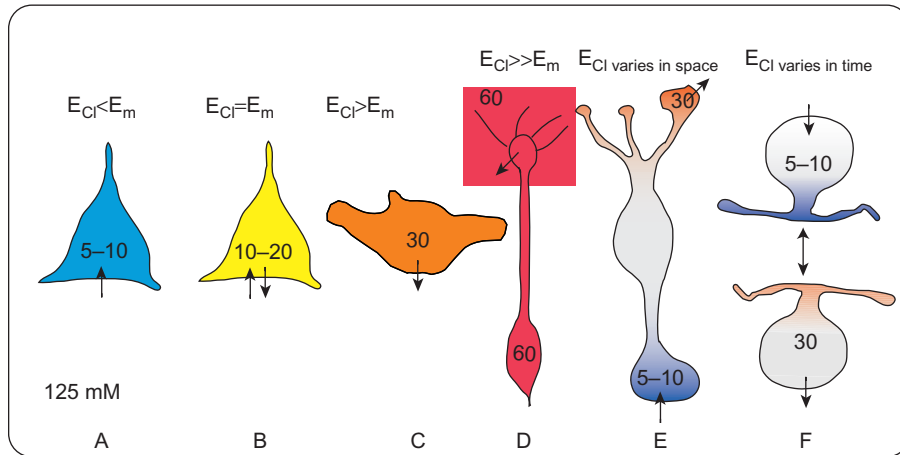 E_Cl<E_m
E_Cl=E_m
E_Cl>E_m
E_Cl>>E_m
E_Cl varies in space
E_Cl varies in time
60
30
5–10
5–10
10–20
30
30
60
5–10
125 mM
A B C D E F